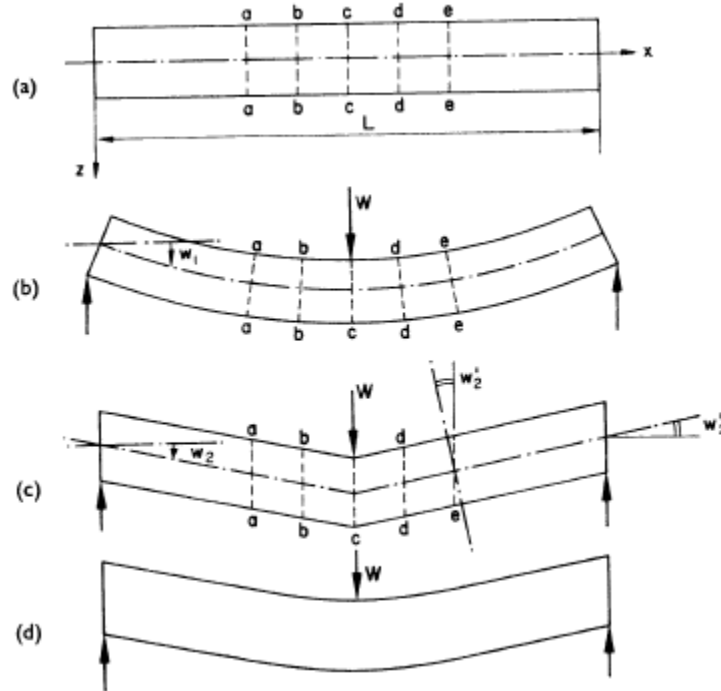 a b c d e
x
(a)
a b c d e
L
z
W
w₁
a b d e
(b)
a b c d e
W
w₂'
w₂'
a b d
w₂
(c)
a b c d e
W
(d)